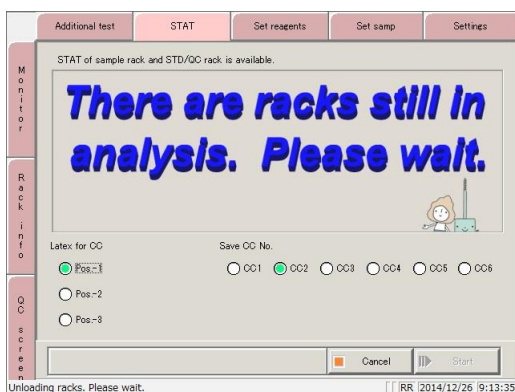 Additional test
STAT
Set reagents
Set samp
Settings
Monitor
Rack info
QC screen
STAT of sample rack and STD/QC rack is available.
There are racks still in
analysis. Please wait.
Latex for CC
Pos.-1
Pos.-2
Pos.-3
Save CC No.
CC1 CC2 CC3 CC4 CC5 CC6
Cancel
Start
Unloading racks. Please wait.
RR 2014/12/26 9:13:35